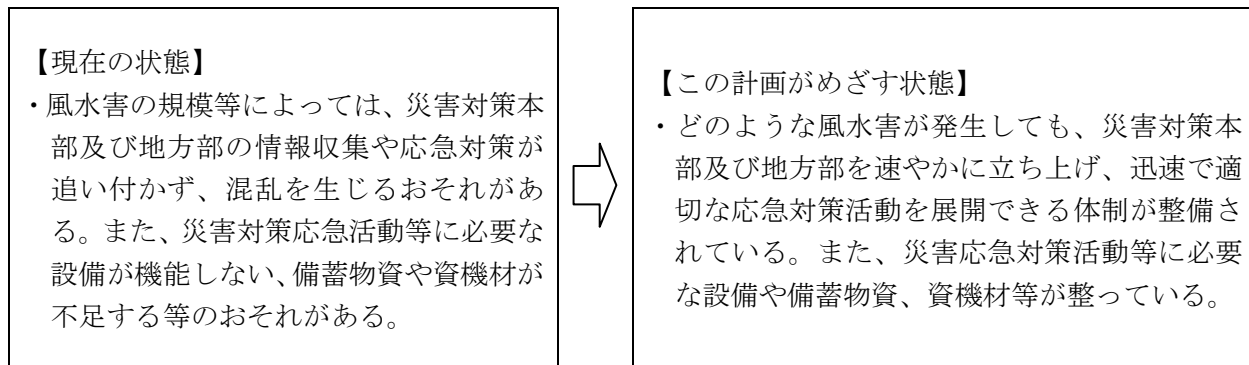 【現在の状態】
・風水害の規模等によっては、災害対策本
部及び地方部の情報収集や応急対策が
追い付かず、混乱を生じるおそれがあ
る。また、災害対策応急活動等に必要な
設備が機能しない、備蓄物資や資機材が
不足する等のおそれがある。
【この計画がめざす状態】
・どのような風水害が発生しても、災害対策本
部及び地方部を速やかに立ち上げ、迅速で適
切な応急対策活動を展開できる体制が整備さ
れている。また、災害応急対策活動等に必要
な設備や備蓄物資、資機材等が整っている。